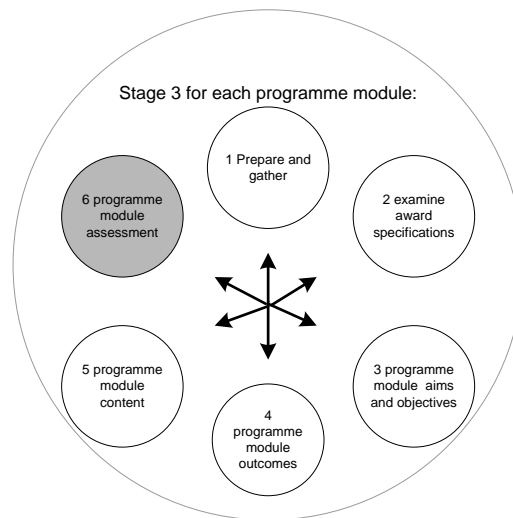 Stage 3 for each programme module:
1 Prepare and
gather
2 examine
award
specifications
3 programme
module aims
and objectives
4
programme
module
outcomes
5 programme
module
content
6 programme
module
assessment